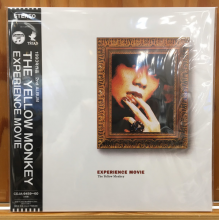 STEREO
THE YELLOW MONKEY
EXPERIENCE MOVIE
EXPERIENCE MOVIE
The Yellow Monkey